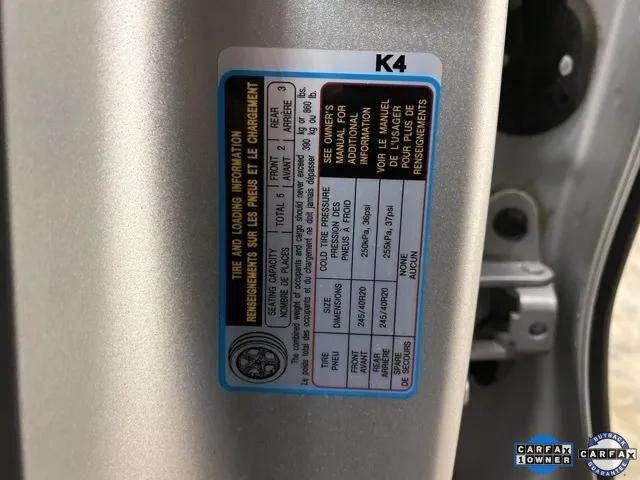 K4
TIRE AND LOADING INFORMATION
RENSEIGNEMENTS SUR LES PNEUS ET LE CHARGEMENT
SEATING CAPACITY
NOMBRE DE PLACES
TOTAL 5
FRONT
AVANT
2
REAR
ARRIÈRE
3
The combined weight of occupants and cargo should never exceed 390 kg or 860 lbs.
Le poids total des occupants et du chargement ne doit jamais dépasser 390 kg ou 860 lb.
TIRE
PNEU
SIZE
DIMENSIONS
COLD TIRE PRESSURE
PRESSION DES
PNEUS À FROID
SEE OWNER'S
MANUAL FOR
ADDITIONAL
INFORMATION
FRONT
AVANT
245/40R20
250kPa, 36psi
REAR
ARRIÈRE
245/40R20
255kPa, 37psi
VOIR LE MANUEL
DE L'USAGER
POUR PLUS DE
RENSEIGNEMENTS
SPARE
DE SECOURS
NONE
AUCUN
CARFAX
1 OWNER
BUYBACK
CARFAX
GUARANTEE